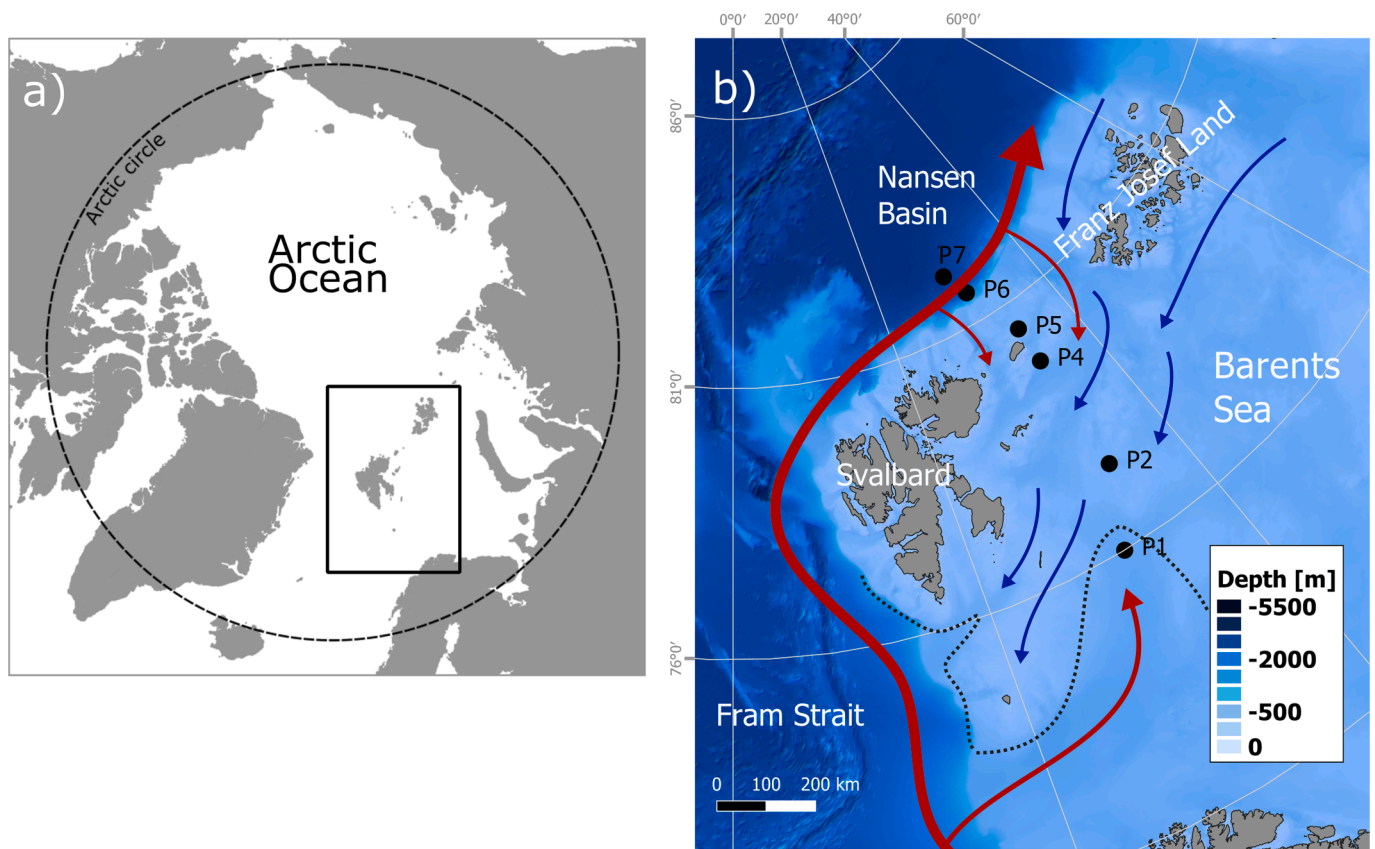 a)
Arctic circle
Arctic
Ocean
0°0′ 20°0′ 40°0′ 60°0′
86°0′
81°0′
76°0′
b)
Nansen
Basin
Franz Josef Land
P7
P6
P5
P4
Barents
Sea
P2
Svalbard
P1
Fram Strait
0 100 200 km
Depth [m]
-5500
-2000
-500
0